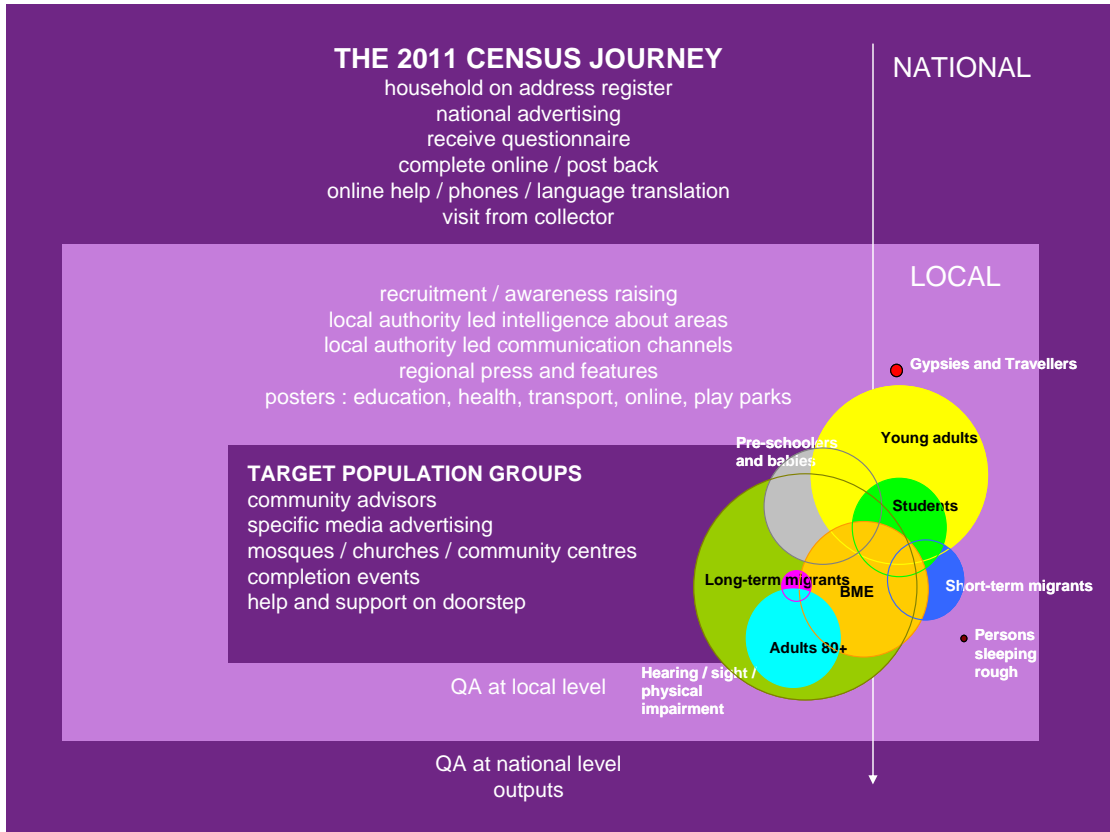 THE 2011 CENSUS JOURNEY
household on address register
national advertising
receive questionnaire
complete online / post back
online help / phones / language translation
visit from collector
NATIONAL
LOCAL
recruitment / awareness raising
local authority led intelligence about areas
local authority led communication channels
regional press and features
posters : education, health, transport, online, play parks
TARGET POPULATION GROUPS
community advisors
specific media advertising
mosques / churches / community centres
completion events
help and support on doorstep
Gypsies and Travellers
Young adults
Pre-schoolers
and babies
Students
Long-term migrants
BME
Short-term migrants
Adults 80+
Persons
sleeping
rough
Hearing / sight /
physical
impairment
QA at local level
QA at national level
outputs